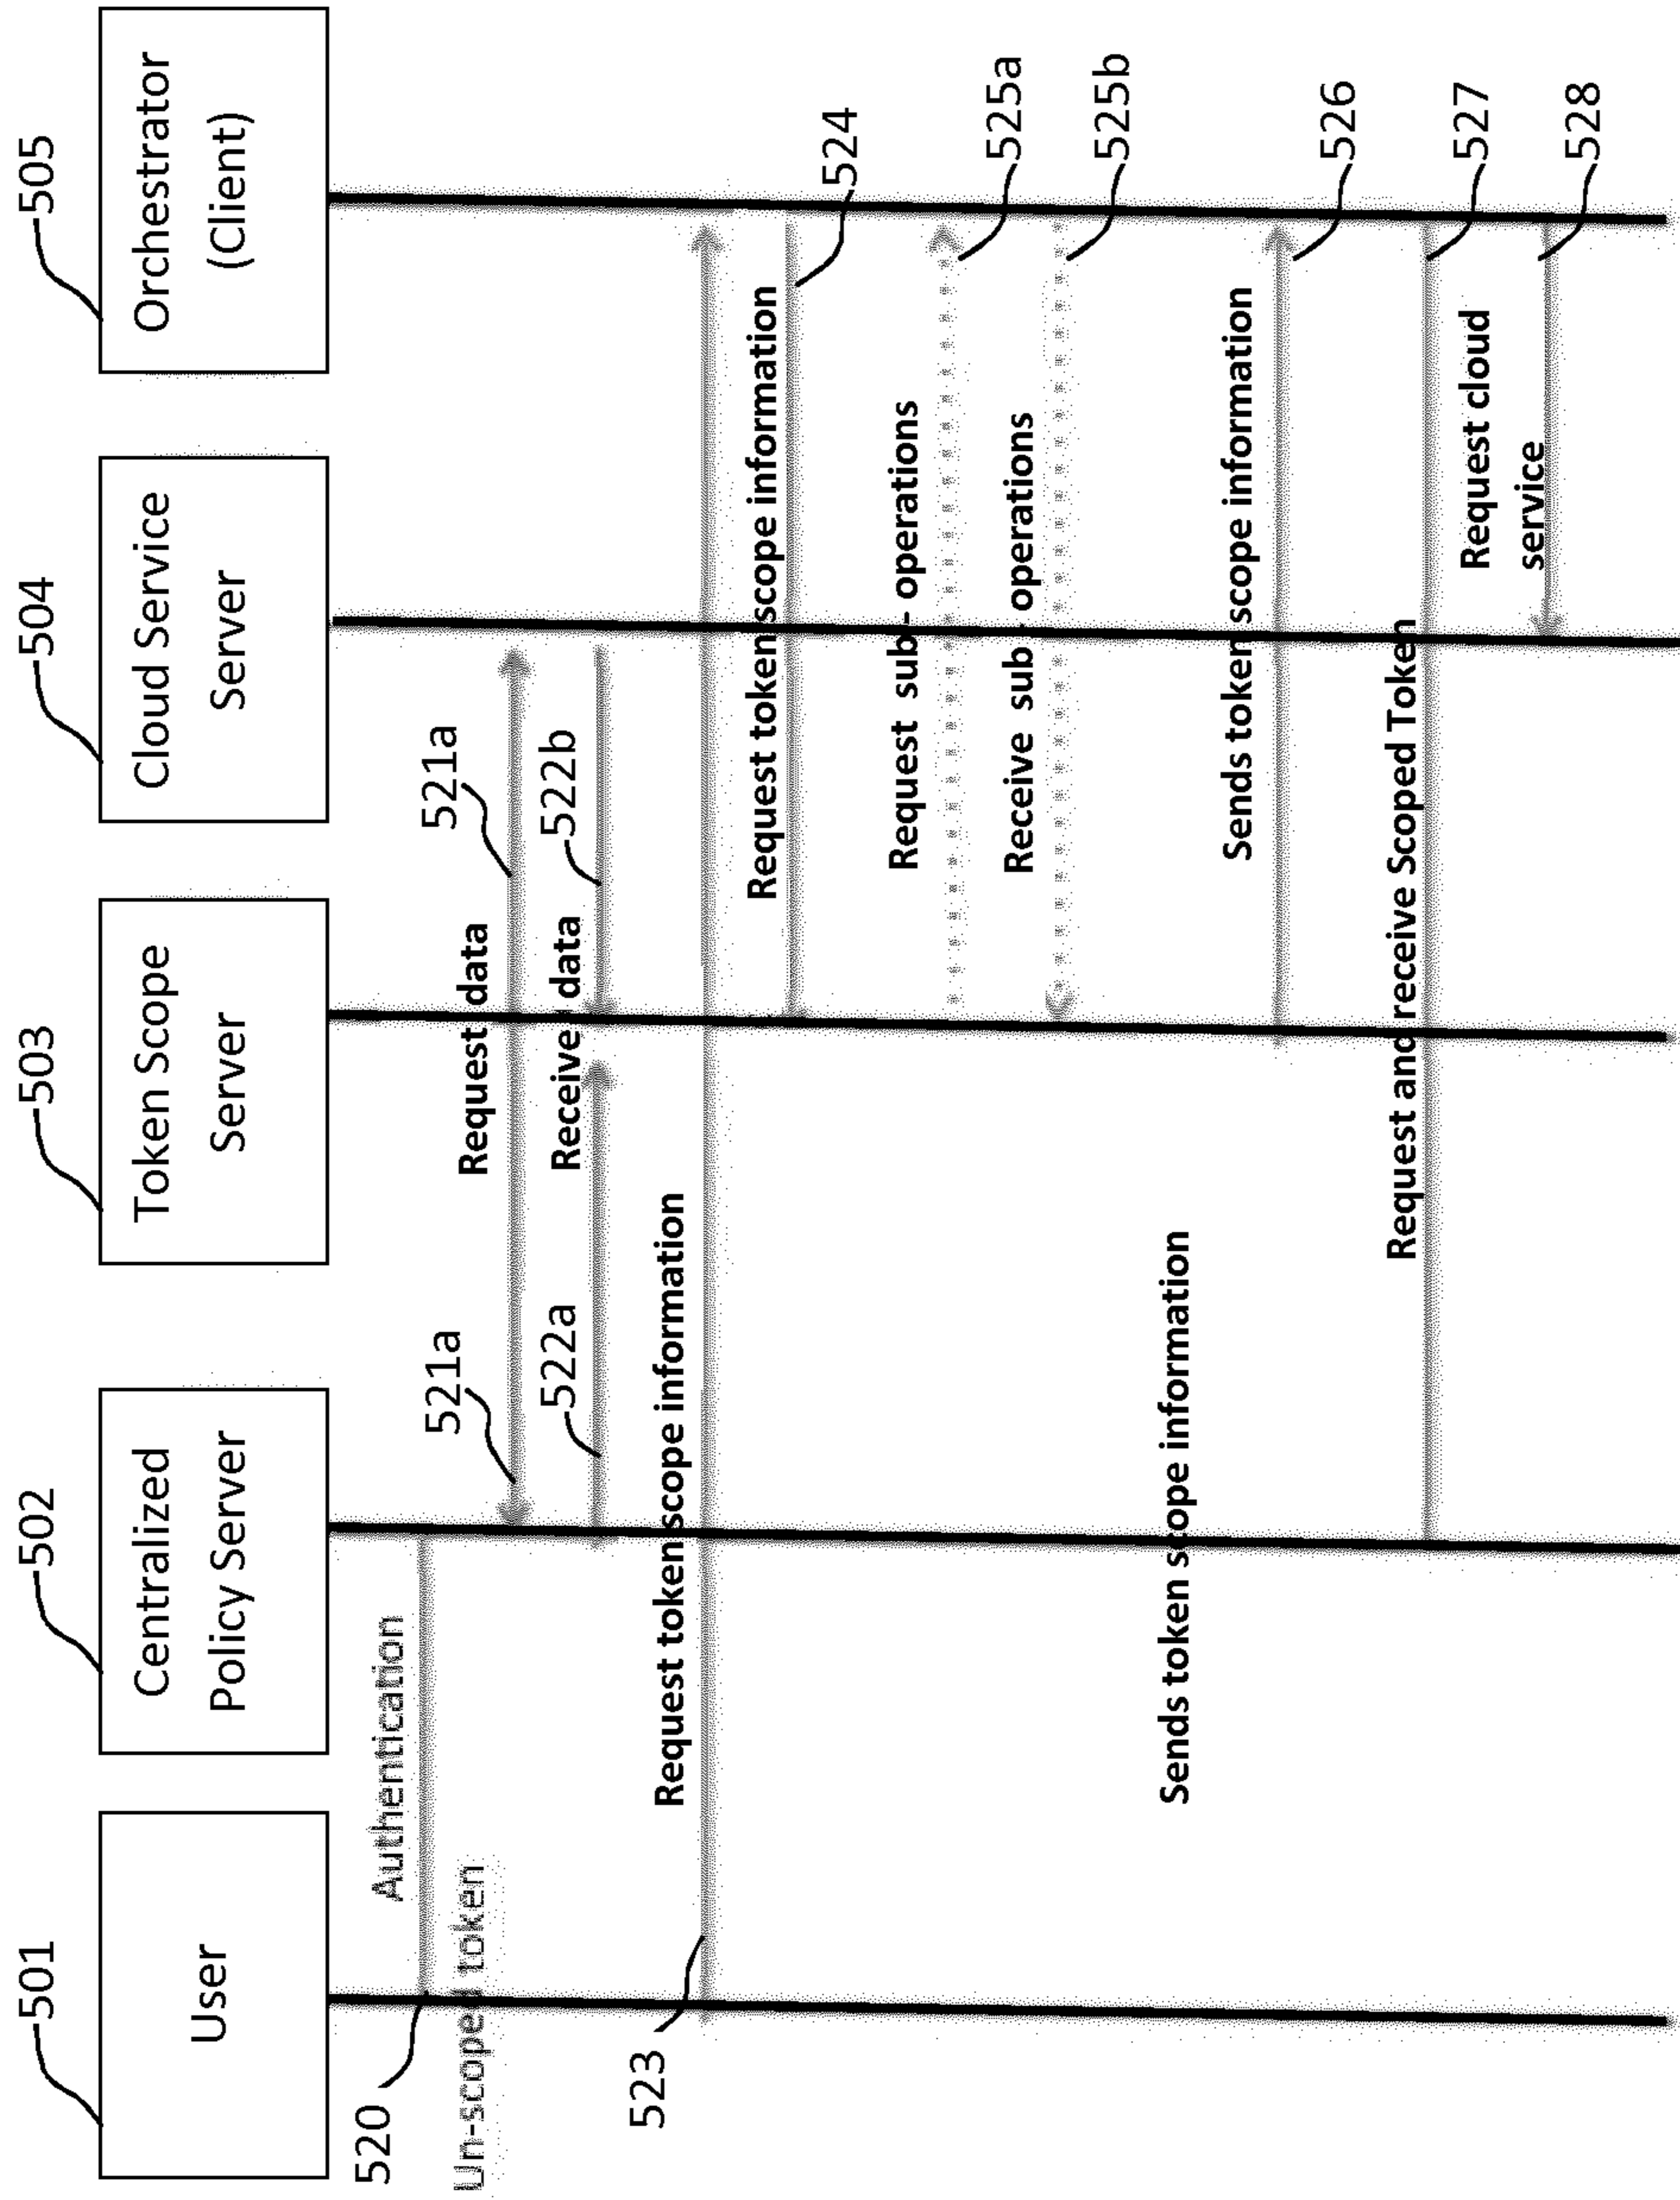 501
User
502
Centralized
Policy Server
503
Token Scope
Server
504
Cloud Service
Server
505
Orchestrator
(Client)
520
Authentication
Un-scoped token
521a
Request data
521a
522a
Receive data
522b
523
Request token scope information
Request token scope information
524
Request sub- operations
525a
Receive sub operations
525b
Sends token scope information
Sends token scope information
526
Request and receive Scoped Token
527
Request cloud
service
528